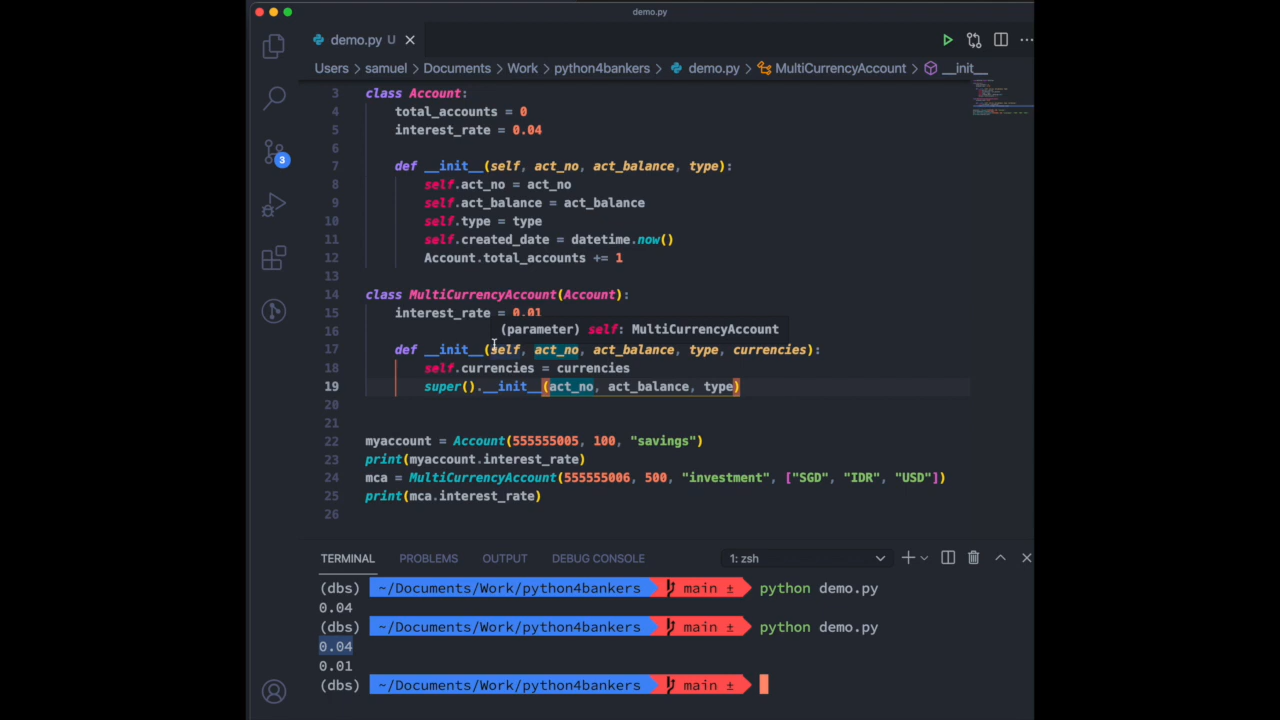 demo.py
demo.py U
Users > samuel > Documents > Work > python4bankers > demo.py > MultiCurrencyAccount > __init__
3 class Account:
4 total_accounts = 0
5 interest_rate = 0.04
6
7 def __init__(self, act_no, act_balance, type):
8 self.act_no = act_no
9 self.act_balance = act_balance
10 self.type = type
11 self.created_date = datetime.now()
12 Account.total_accounts += 1
13
14 class MultiCurrencyAccount(Account):
15 interest_rate = 0.01
16 (parameter) self: MultiCurrencyAccount
17 def __init__(self, act_no, act_balance, type, currencies):
18 self.currencies = currencies
19 super().__init__(act_no, act_balance, type)
20
21
22 myaccount = Account(555555005, 100, "savings")
23 print(myaccount.interest_rate)
24 mca = MultiCurrencyAccount(555555006, 500, "investment", ["SGD", "IDR", "USD"])
25 print(mca.interest_rate)
26
3
TERMINAL PROBLEMS OUTPUT DEBUG CONSOLE 1: zsh
(dbs) ~/Documents/Work/python4bankers main ± python demo.py
0.04
(dbs) ~/Documents/Work/python4bankers main ± python demo.py
0.04
0.01
(dbs) ~/Documents/Work/python4bankers main ±